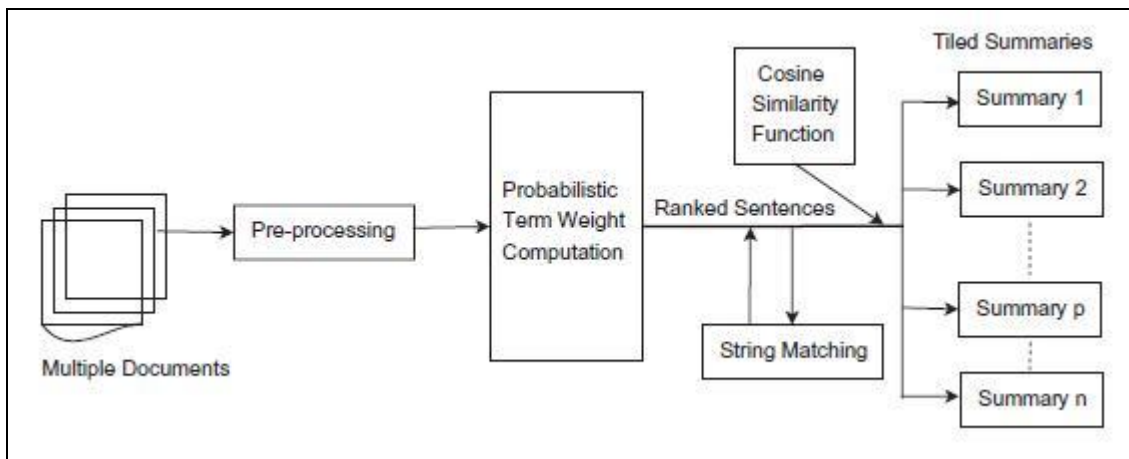 Tiled Summaries
Cosine
Similarity
Function
Summary 1
Summary 2
Probabilistic
Term Weight
Computation
Ranked Sentences
Pre-processing
Summary p
String Matching
Multiple Documents
Summary n